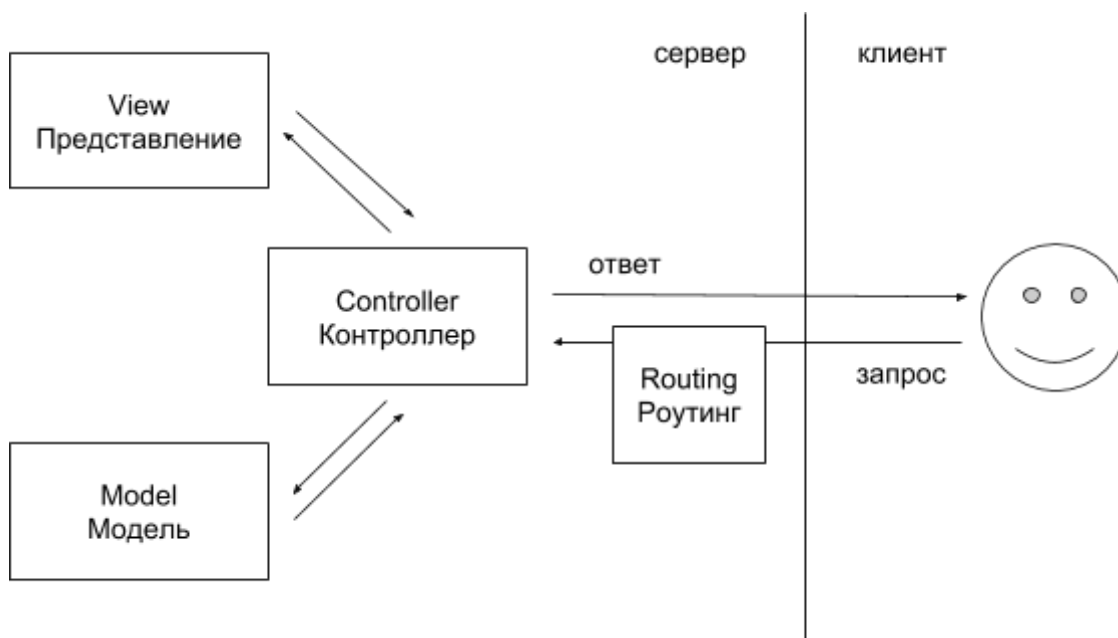 сервер
клиент
View
Представление
Controller
Контроллер
ответ
Routing
Роутинг
запрос
Model
Модель